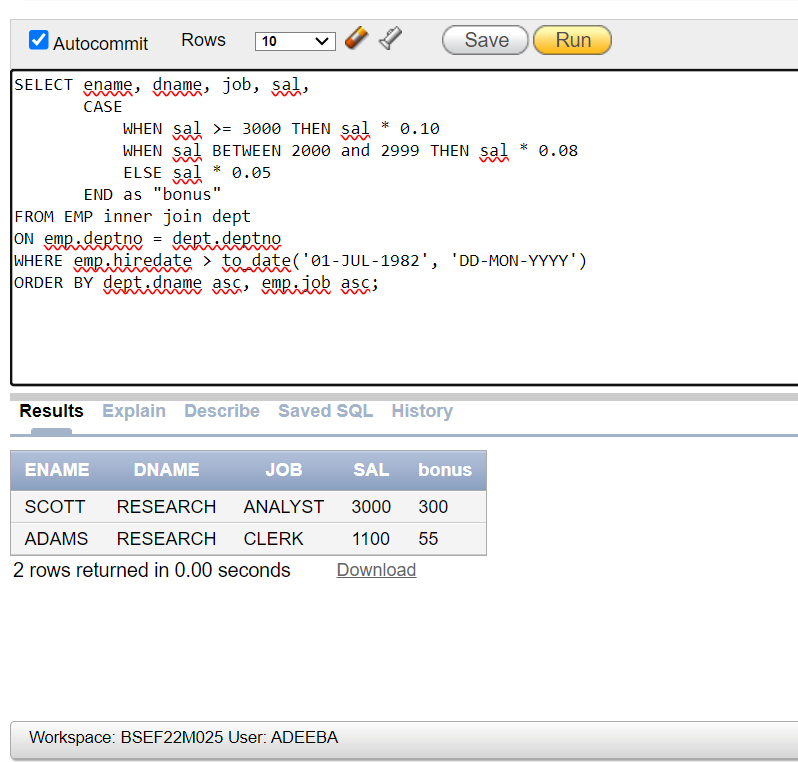 Autocommit Rows 10 Save Run
SELECT ename, dname, job, sal,
CASE
WHEN sal >= 3000 THEN sal * 0.10
WHEN sal BETWEEN 2000 and 2999 THEN sal * 0.08
ELSE sal * 0.05
END as "bonus"
FROM EMP inner join dept
ON emp.deptno = dept.deptno
WHERE emp.hiredate > to_date('01-JUL-1982', 'DD-MON-YYYY')
ORDER BY dept.dname asc, emp.job asc;
Results Explain Describe Saved SQL History
ENAME DNAME JOB SAL bonus
SCOTT RESEARCH ANALYST 3000 300
ADAMS RESEARCH CLERK 1100 55
2 rows returned in 0.00 seconds Download
Workspace: BSEF22M025 User: ADEEBA